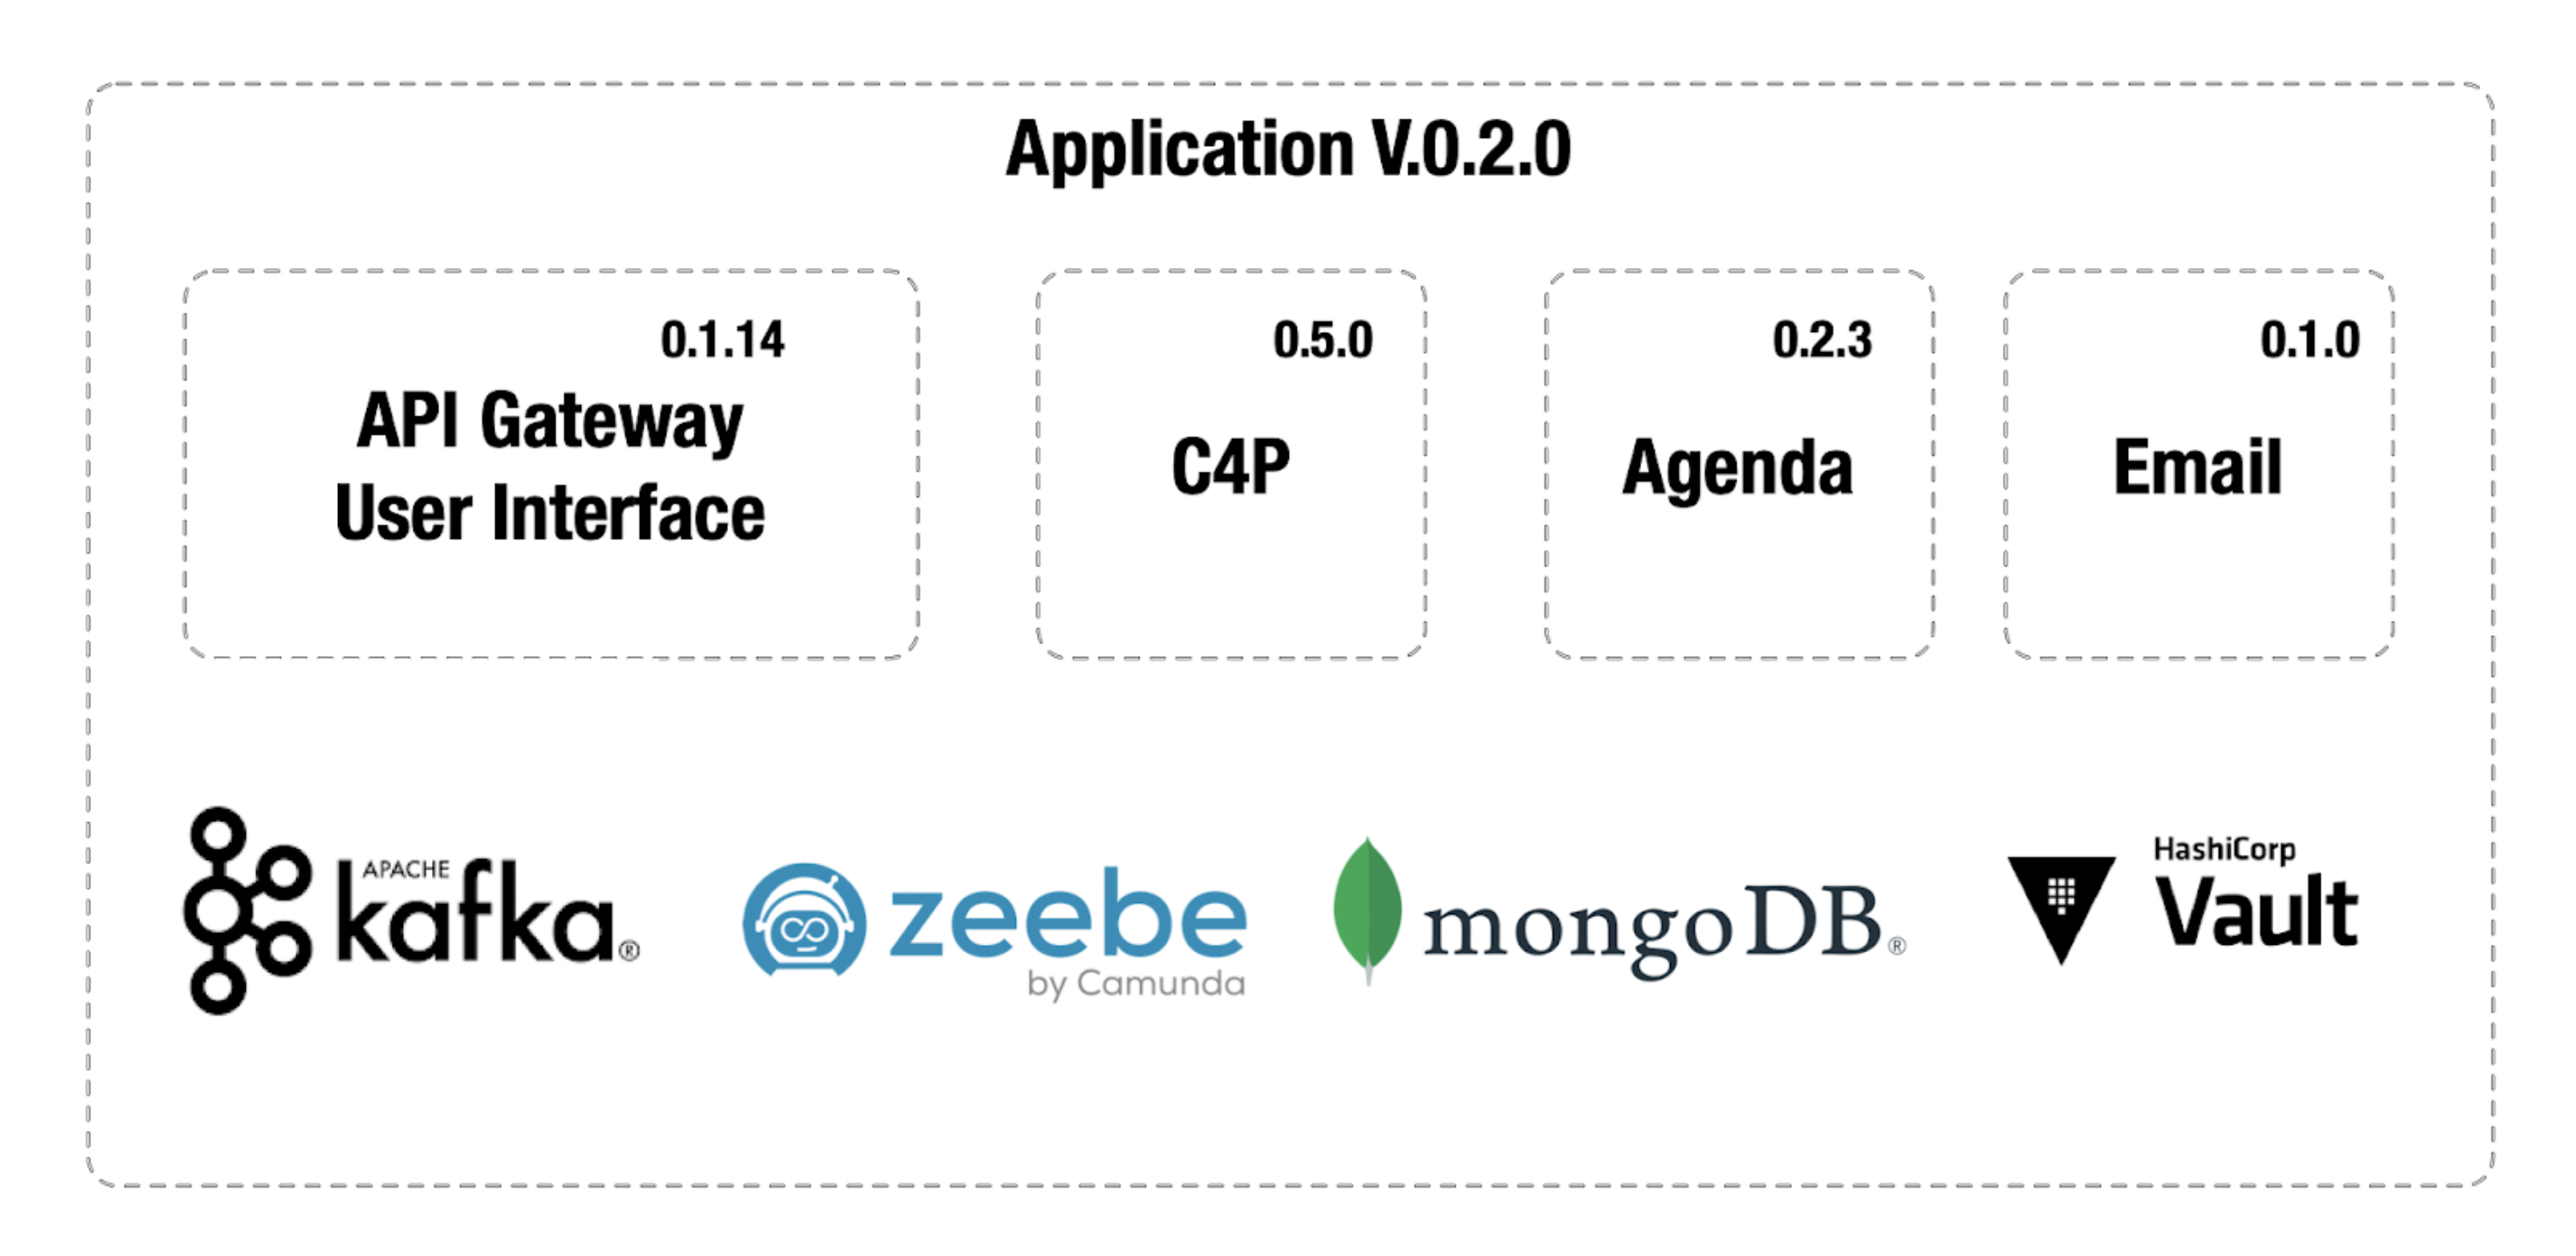 Application V.0.2.0
0.1.14
API Gateway
User Interface
0.5.0
C4P
0.2.3
Agenda
0.1.0
Email
APACHE
kafka®
zeebe
by Camunda
mongoDB®
HashiCorp
Vault